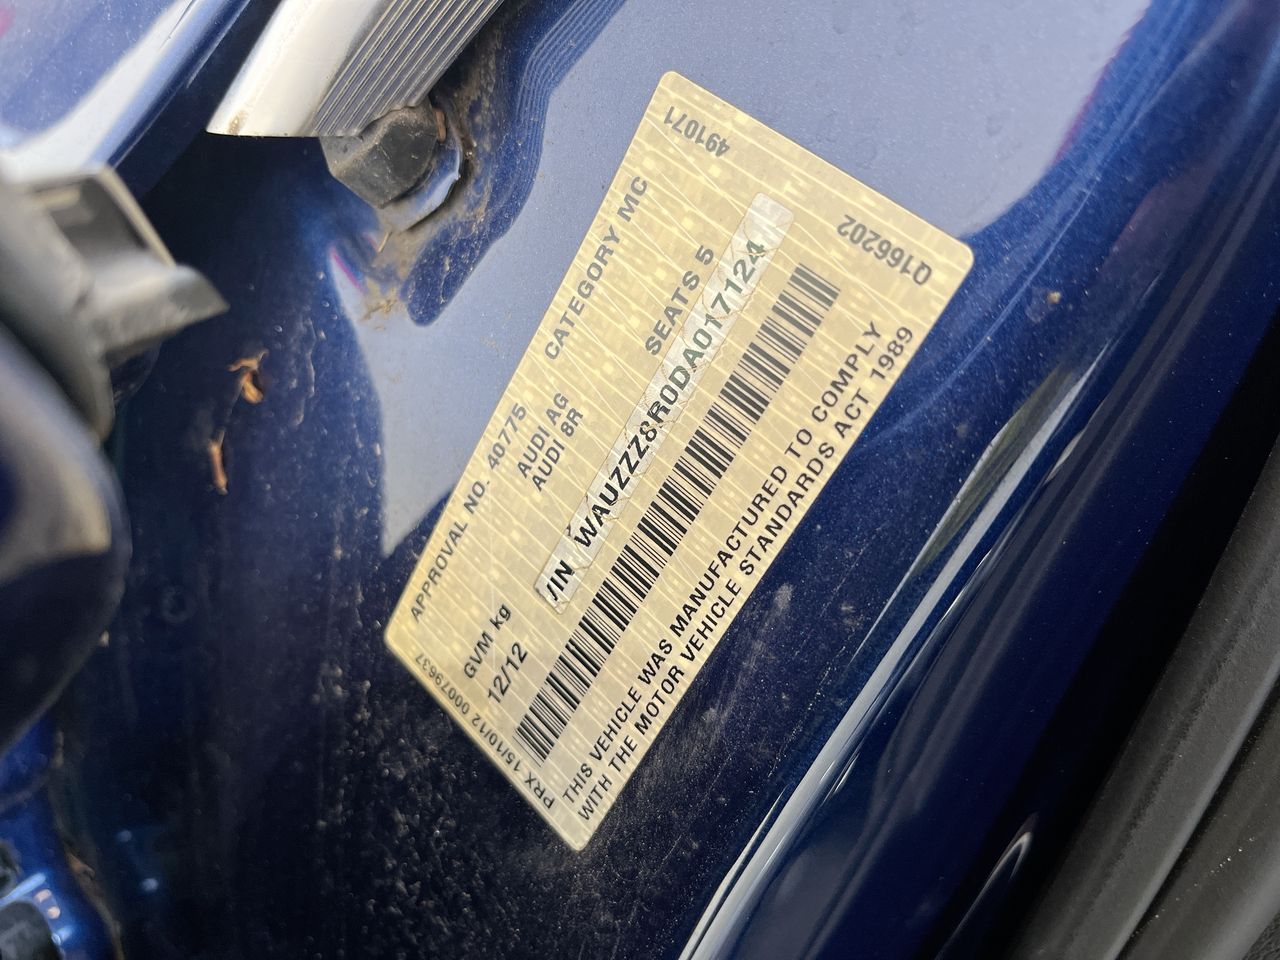 491071
Q166202
APPROVAL NO. 40775 CATEGORY MC
AUDI AG
AUDI 8R SEATS 5
GVM kg
12/12
VIN WAUZZZ8R0DA017124
PRX 15/10/12 00079637
THIS VEHICLE WAS MANUFACTURED TO COMPLY
WITH THE MOTOR VEHICLE STANDARDS ACT 1989